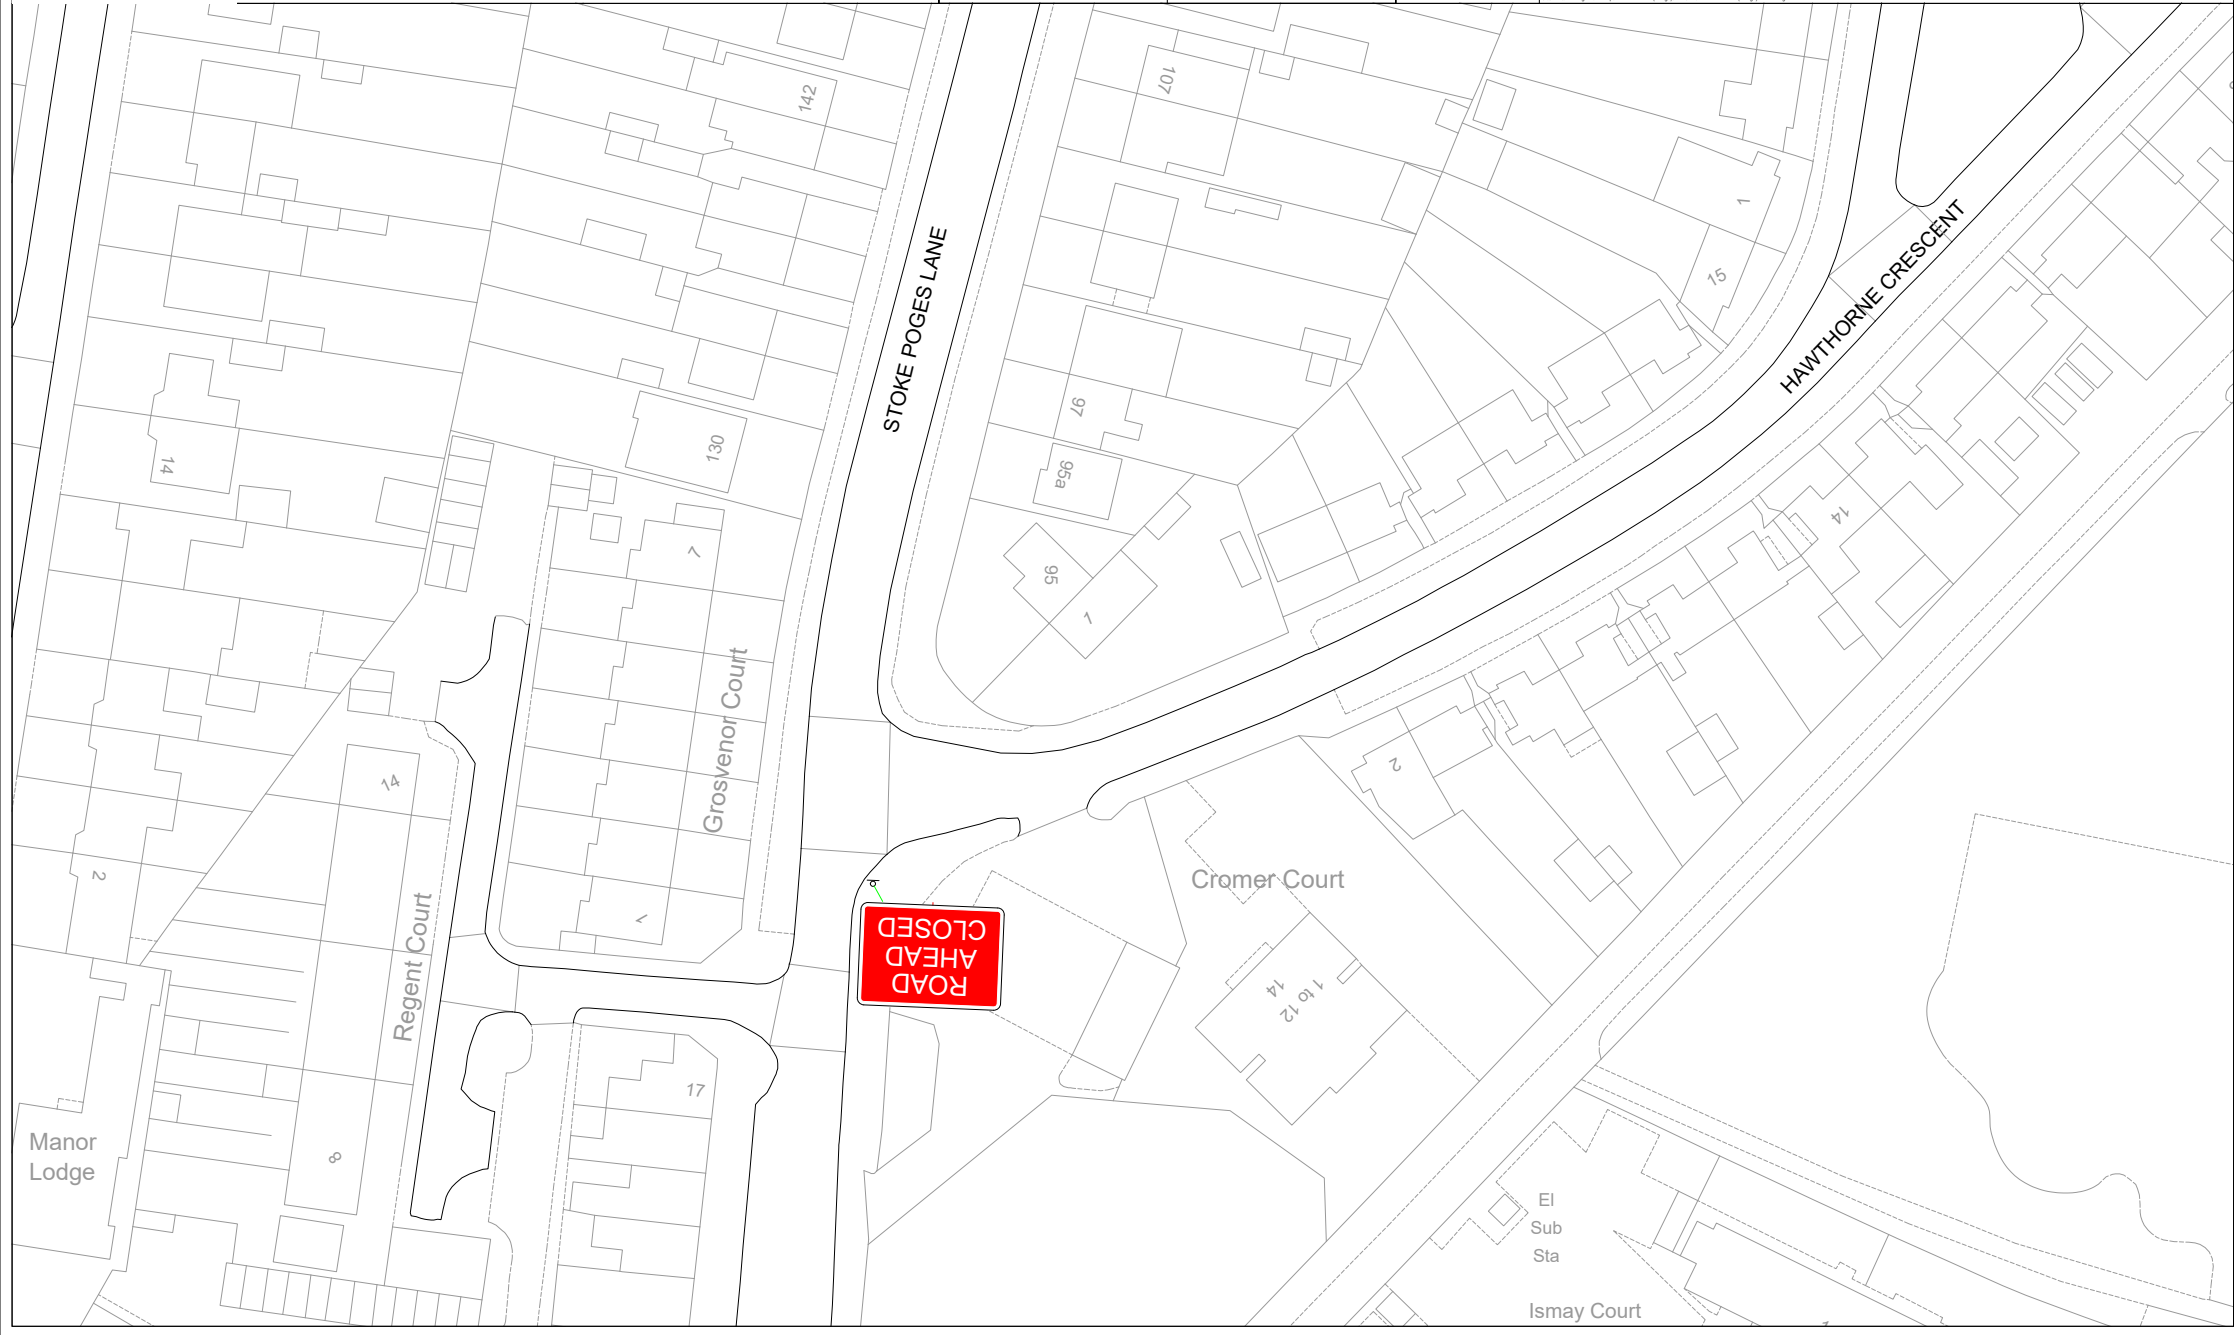 142
107
1
15
STOKE POGES LANE
HAWTHORNE CRESCENT
97
130
14
95a
14
7
95
1
Grosvenor Court
14
2
2
Cromer Court
7
Regent Court
ROAD
AHEAD
CLOSED
1 to 12
14
17
Manor
Lodge
8
El
Sub
Sta
Ismay Court